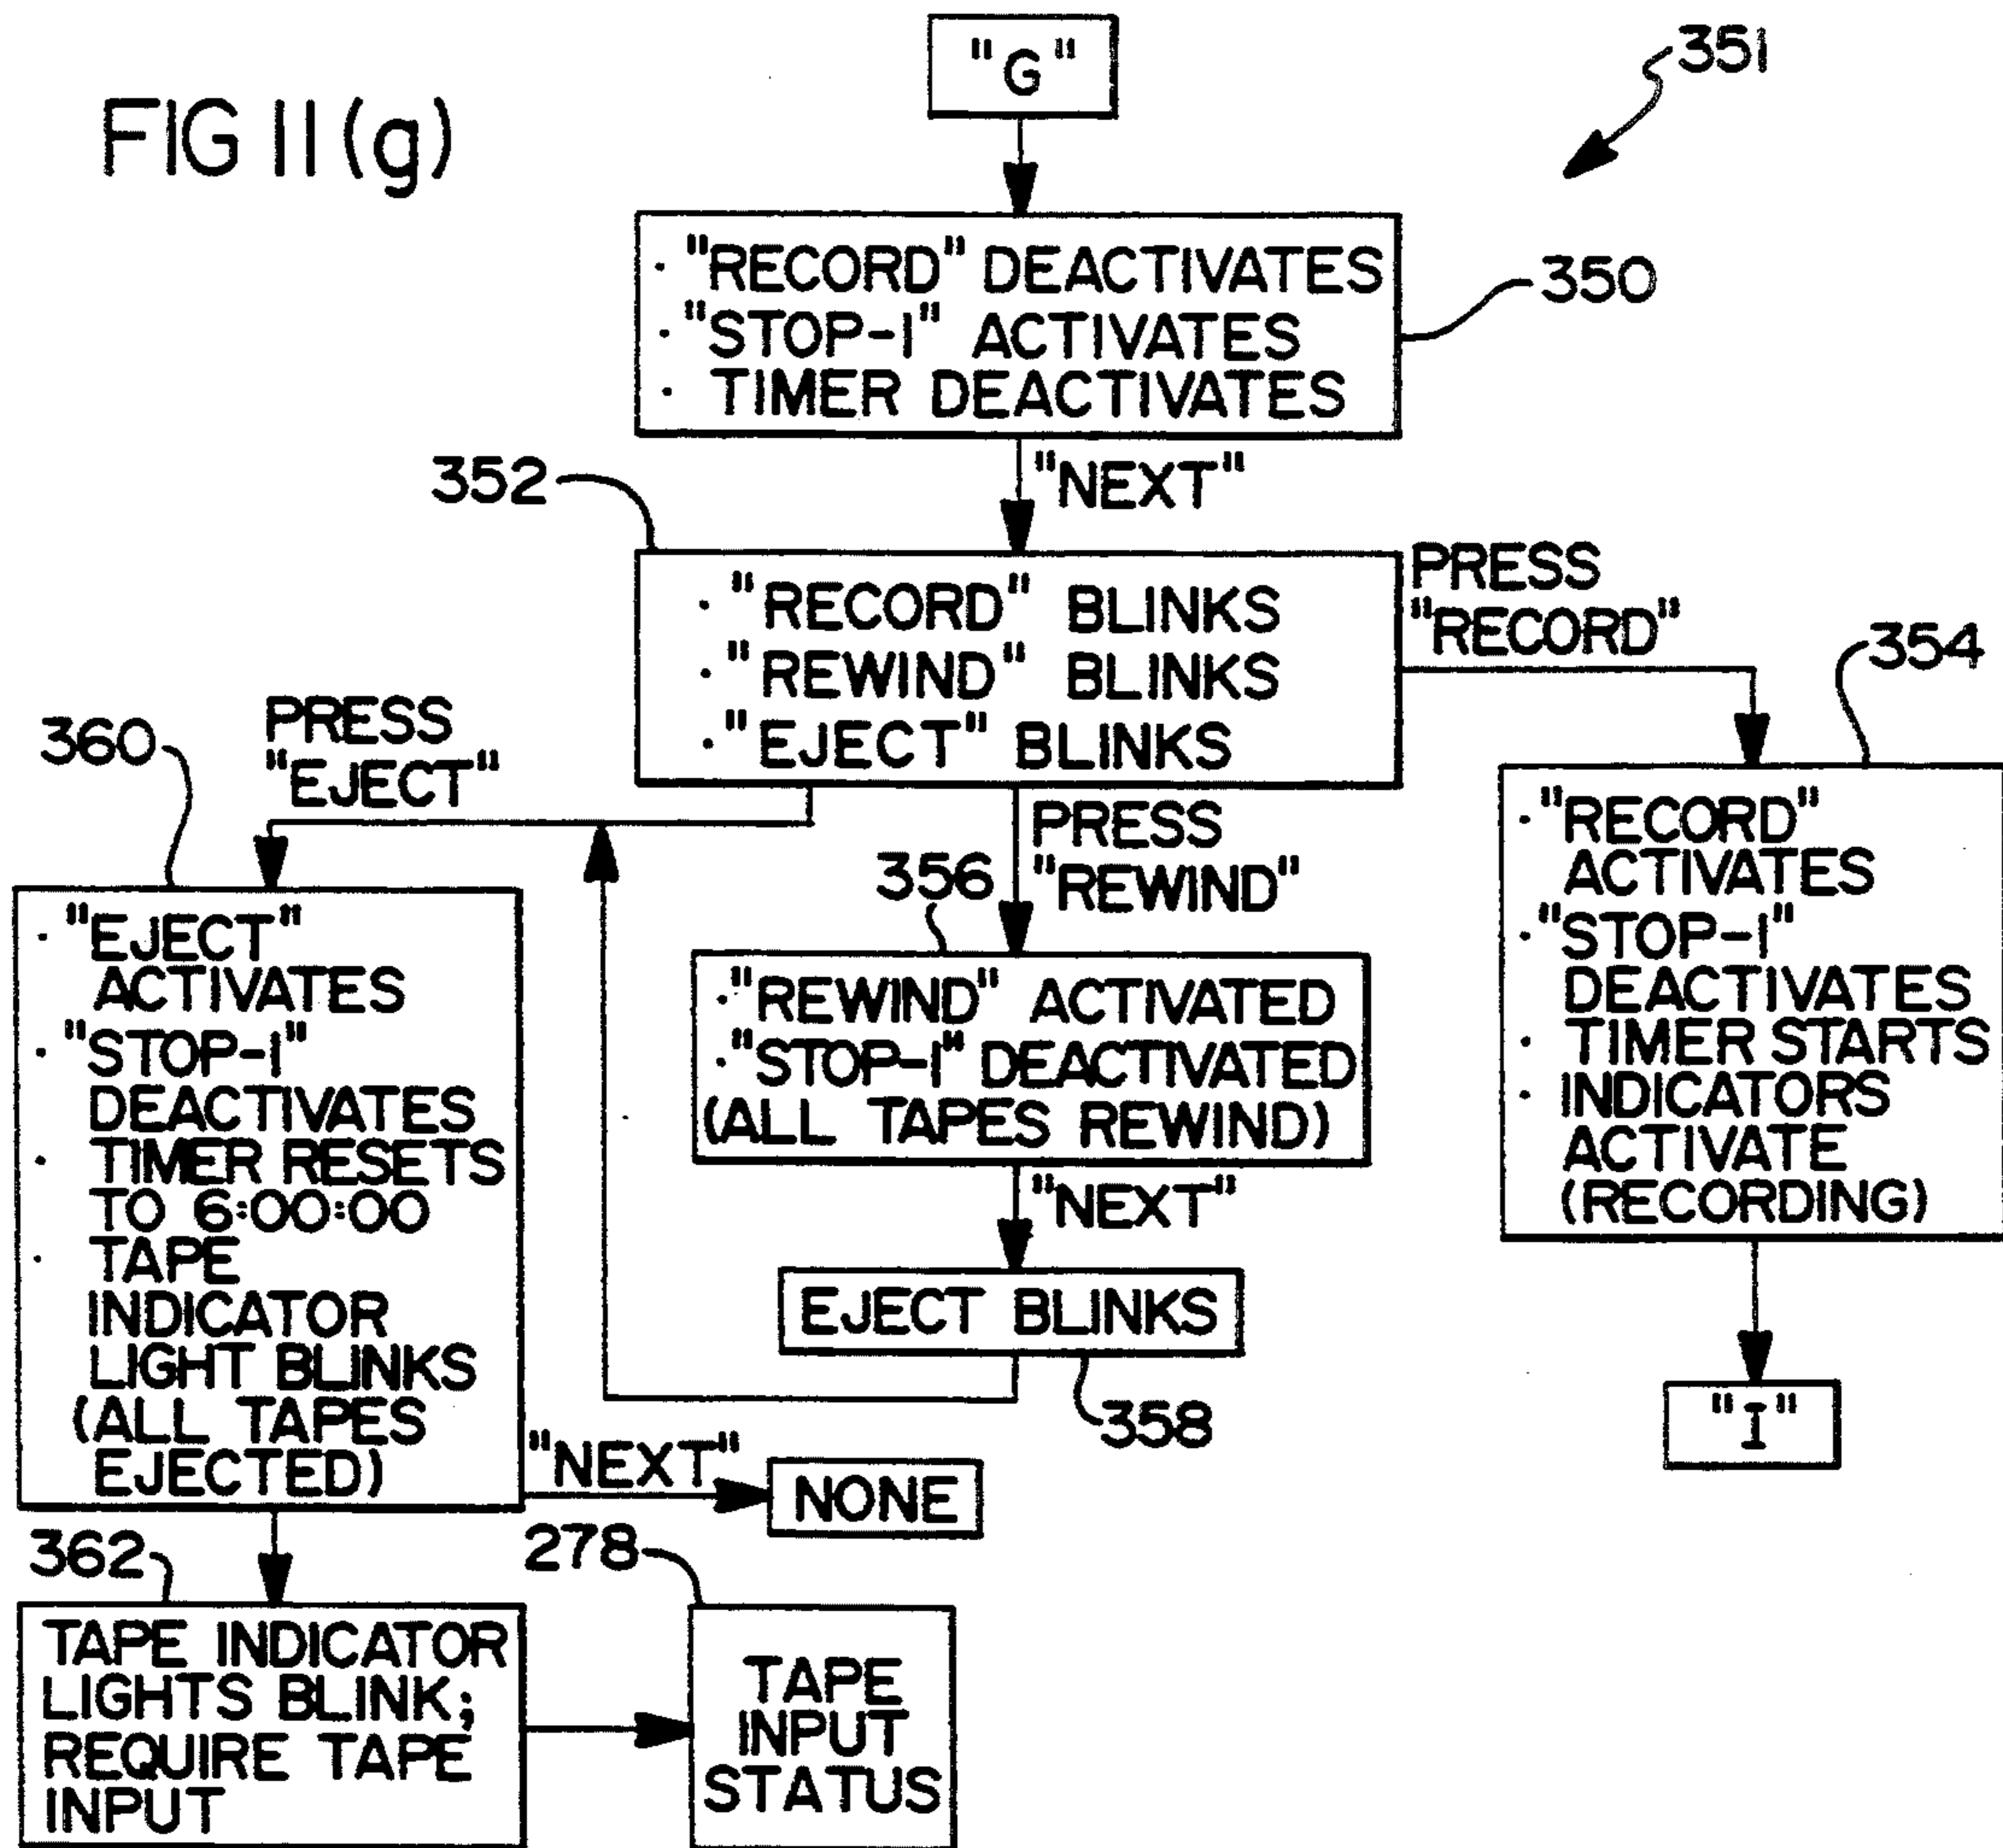 FIG 11(g)
"G"
351
· "RECORD" DEACTIVATES
· "STOP-1" ACTIVATES
· TIMER DEACTIVATES
350
"NEXT"
352
· "RECORD" BLINKS
· "REWIND" BLINKS
· "EJECT" BLINKS
PRESS
"RECORD"
354
· "RECORD"
ACTIVATES
· "STOP-1"
DEACTIVATES
· TIMER STARTS
· INDICATORS
ACTIVATE
(RECORDING)
"I"
PRESS
"REWIND"
356
· "REWIND" ACTIVATED
· "STOP-1" DEACTIVATED
(ALL TAPES REWIND)
"NEXT"
EJECT BLINKS
358
PRESS
"EJECT"
360
· "EJECT"
ACTIVATES
· "STOP-1"
DEACTIVATES
· TIMER RESETS
TO 6:00:00
· TAPE
INDICATOR
LIGHT BLINKS
(ALL TAPES
EJECTED)
"NEXT"
NONE
362
TAPE INDICATOR
LIGHTS BLINK;
REQUIRE TAPE
INPUT
278
TAPE
INPUT
STATUS